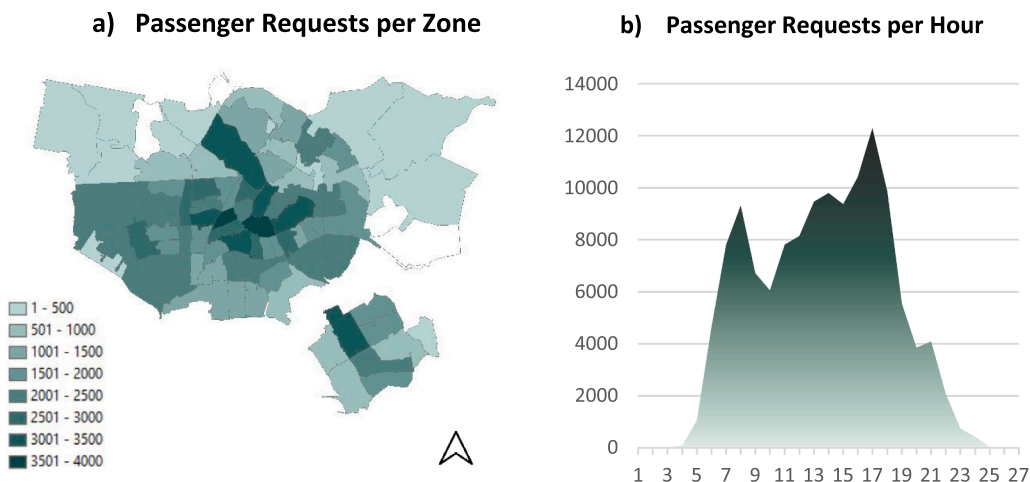 a) Passenger Requests per Zone
1 - 500
501 - 1000
1001 - 1500
1501 - 2000
2001 - 2500
2501 - 3000
3001 - 3500
3501 - 4000
b) Passenger Requests per Hour
14000
12000
10000
8000
6000
4000
2000
0
1 3 5 7 9 11 13 15 17 19 21 23 25 27